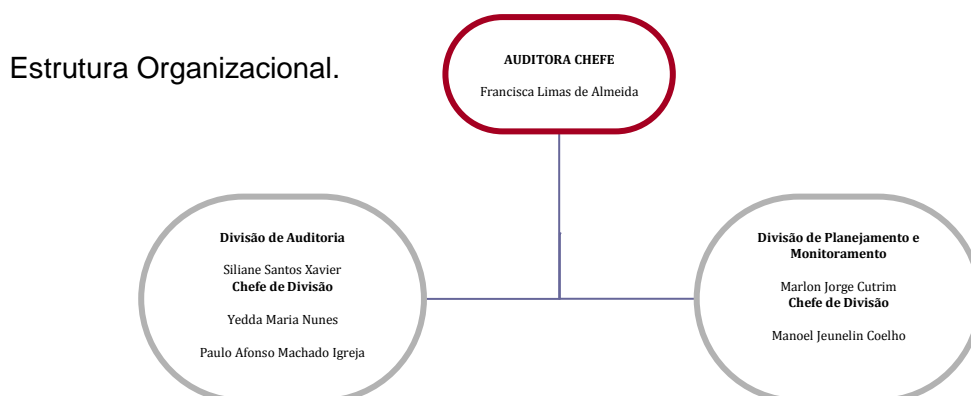 Estrutura Organizacional.
AUDITORA CHEFE
Francisca Limas de Almeida
Divisão de Auditoria
Siliane Santos Xavier
Chefe de Divisão
Yedda Maria Nunes
Paulo Afonso Machado Igreja
Divisão de Planejamento e
Monitoramento
Marlon Jorge Cutrim
Chefe de Divisão
Manoel Jeunelin Coelho